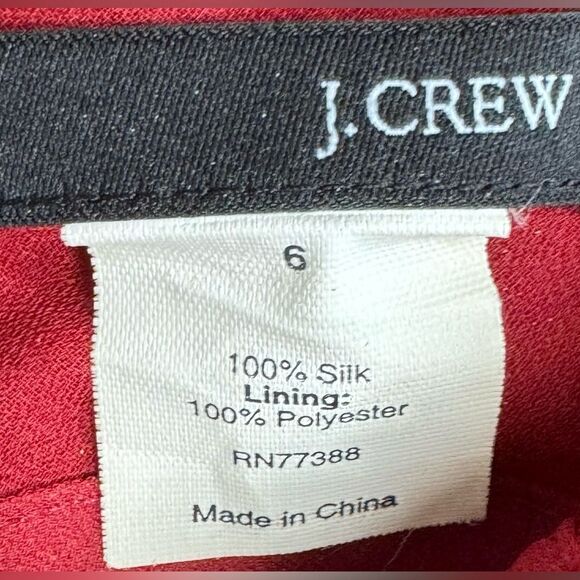 J.CREW
6
100% Silk
Lining:
100% Polyester
RN77388
Made in China